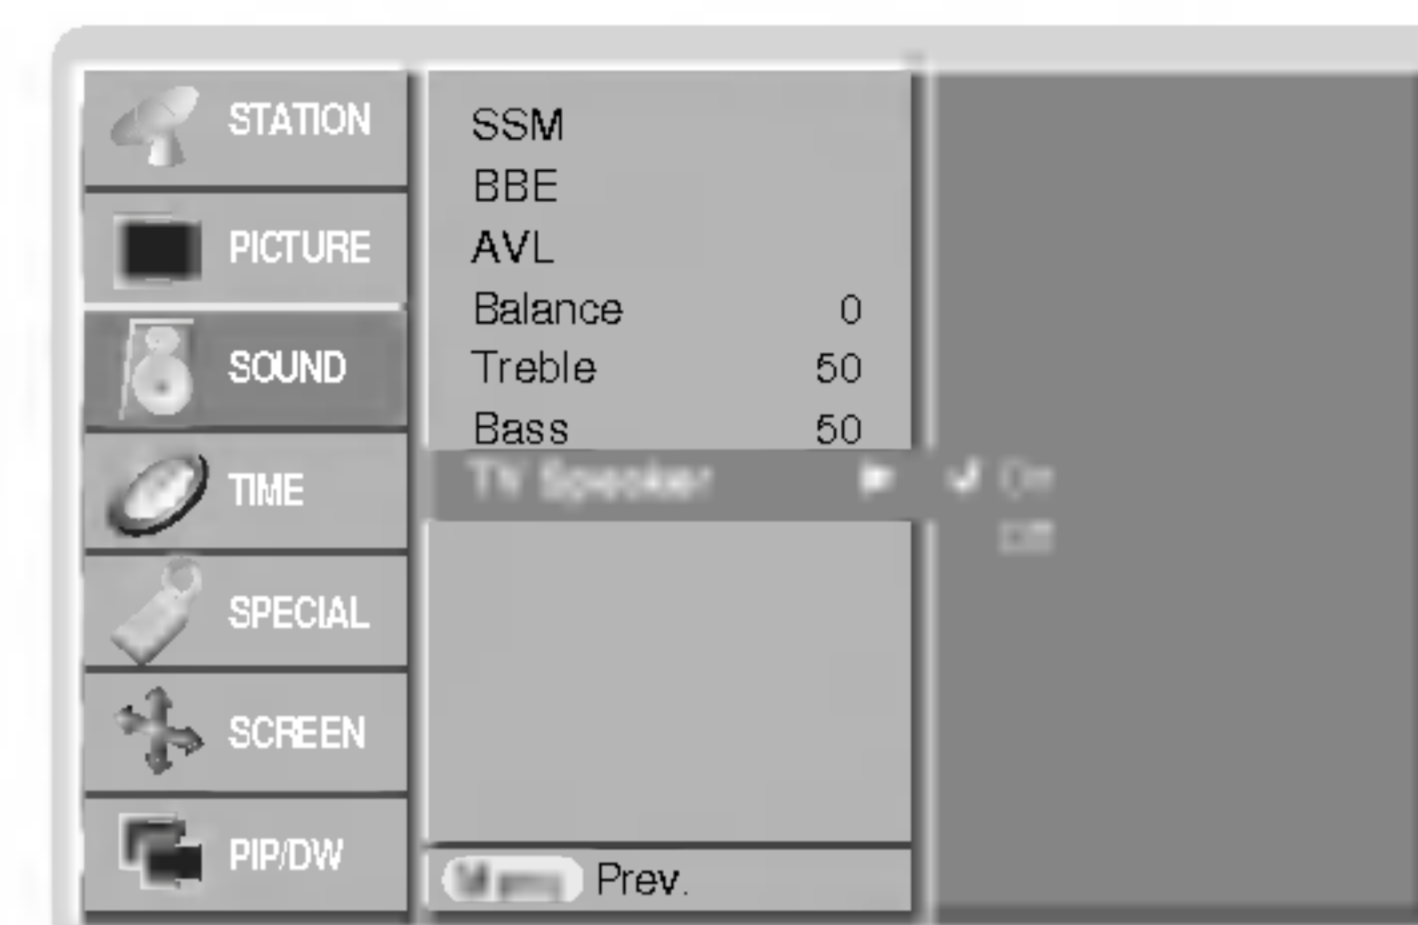 STATION
PICTURE
SOUND
TIME
SPECIAL
SCREEN
PIP/DW
SSM
BBE
AVL
Balance 0
Treble 50
Bass 50
TV Speaker ► ✔ On
Off
Menu Prev.